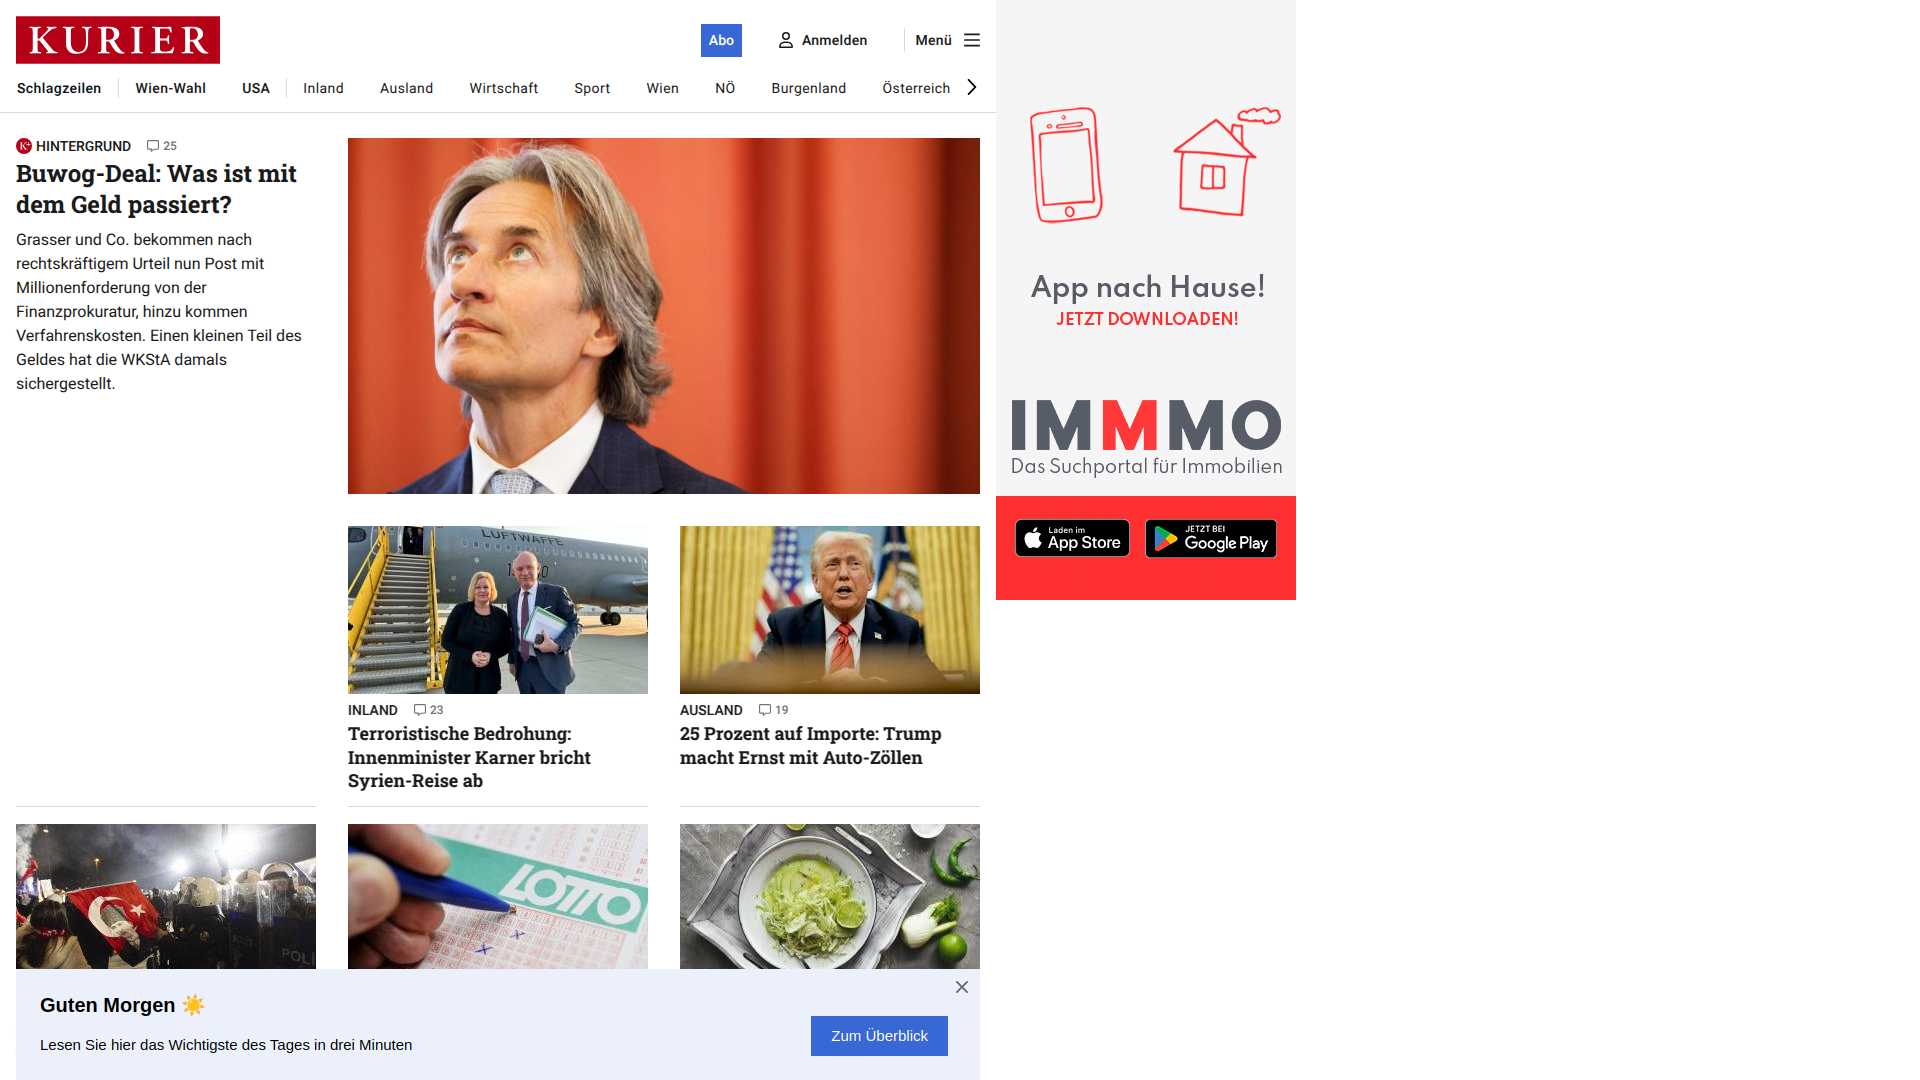 KURIER
Abo
Anmelden
Menü
Schlagzeilen
Wien-Wahl
USA
Inland
Ausland
Wirtschaft
Sport
Wien
NÖ
Burgenland
Österreich
HINTERGRUND 25
Buwog-Deal: Was ist mit
dem Geld passiert?
Grasser und Co. bekommen nach
rechtskräftigem Urteil nun Post mit
Millionenforderung von der
Finanzprokuratur, hinzu kommen
Verfahrenskosten. Einen kleinen Teil des
Geldes hat die WKStA damals
sichergestellt.
LUFTWAFFE
INLAND 23
Terroristische Bedrohung:
Innenminister Karner bricht
Syrien-Reise ab
AUSLAND 19
25 Prozent auf Importe: Trump
macht Ernst mit Auto-Zöllen
LOTTO
Guten Morgen ☀️
Lesen Sie hier das Wichtigste des Tages in drei Minuten
Zum Überblick
App nach Hause!
JETZT DOWNLOADEN!
IMMMO
Das Suchportal für Immobilien
Laden im
App Store
JETZT BEI
Google Play